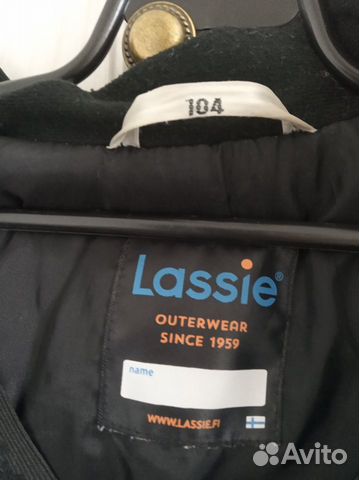 104
Lassie®
OUTERWEAR
SINCE 1959
name
WWW.LASSIE.FI
Avito